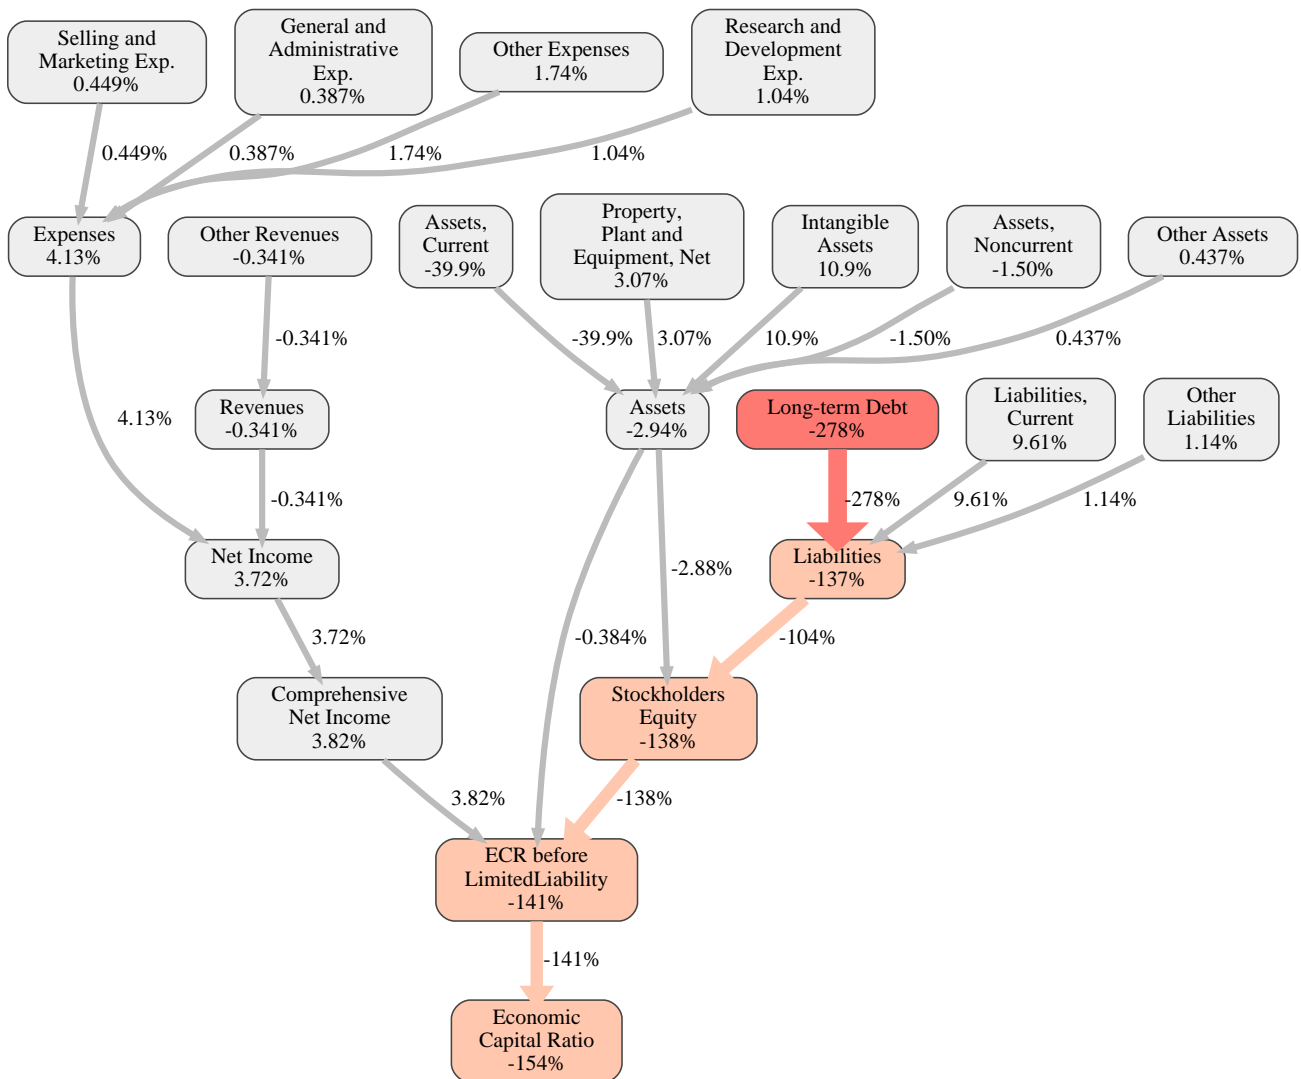 Selling and
Marketing Exp.
0.449%
General and
Administrative
Exp.
0.387%
Other Expenses
1.74%
Research and
Development
Exp.
1.04%
0.449%
0.387%
1.74%
1.04%
Expenses
4.13%
Other Revenues
-0.341%
Assets,
Current
-39.9%
Property,
Plant and
Equipment, Net
3.07%
Intangible
Assets
10.9%
Assets,
Noncurrent
-1.50%
Other Assets
0.437%
-0.341%
-39.9%
3.07%
10.9%
-1.50%
0.437%
4.13%
Revenues
-0.341%
Assets
-2.94%
Long-term Debt
-278%
Liabilities,
Current
9.61%
Other
Liabilities
1.14%
-0.341%
-278%
9.61%
1.14%
Net Income
3.72%
-2.88%
Liabilities
-137%
3.72%
-0.384%
-104%
Comprehensive
Net Income
3.82%
Stockholders
Equity
-138%
3.82%
-138%
ECR before
LimitedLiability
-141%
-141%
Economic
Capital Ratio
-154%